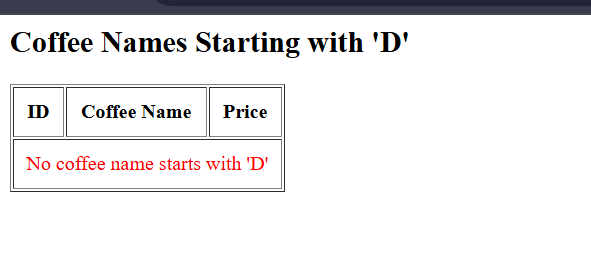 Coffee Names Starting with 'D'
ID Coffee Name Price
No coffee name starts with 'D'